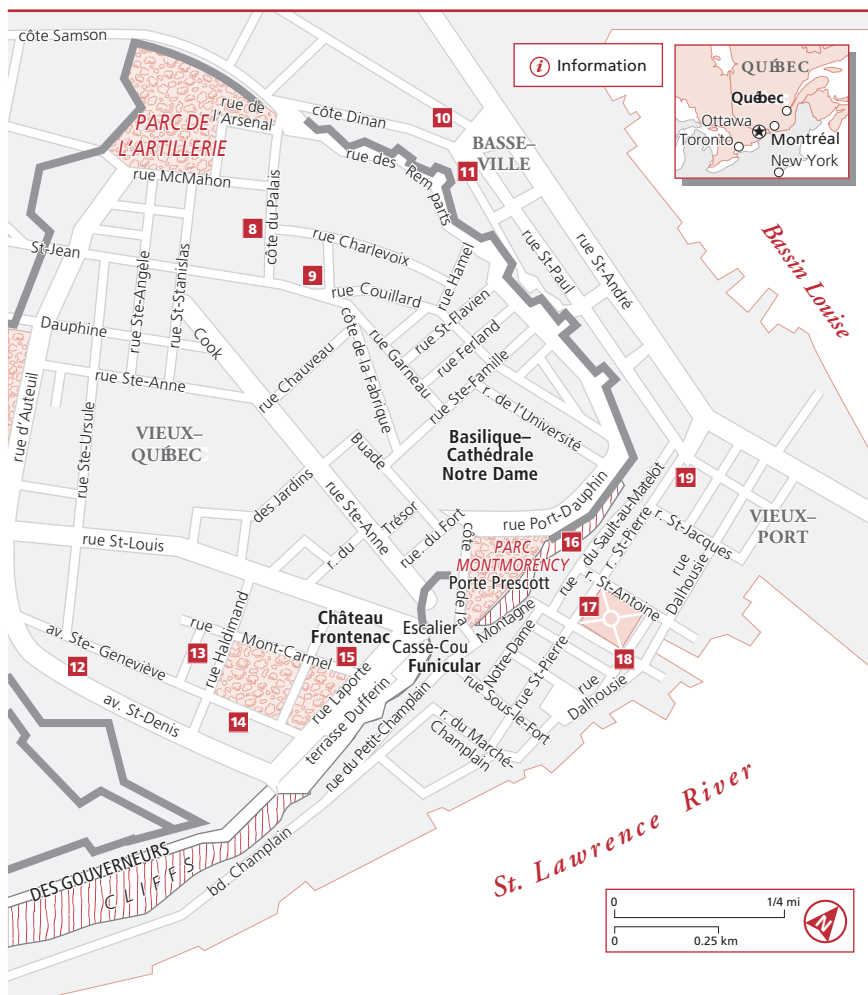 côte Samson
PARC DE
L'ARTILLERIE
rue de
l'Arsenal
côte Dinan
10
BASSE–
VILLE
11
rue des Remparts
rue McMahon
8
côte du Palais
rue Charlevoix
St-Jean
rue Ste-Angèle
rue St-Stanislas
9
rue Couillard
rue Hamel
rue St-Paul
rue St-André
Dauphine
Cook
rue Ste-Anne
rue Chauveau
côte de la Fabrique
rue Garneau
rue St-Flavien
rue Ferland
rue Ste-Famille
r. de l'Université
rue d'Auteuil
rue Ste-Ursule
VIEUX–
QUÉBEC
Basilique–
Cathédrale
Notre Dame
Buade
des Jardins
rue Ste-Anne
Trésor
r. du
rue. du Fort
rue Port-Dauphin
rue St-Louis
côte de la
Montagne
PARC
MONTMORENCY
Porte Prescott
16
rue du Sault-au-Matelot
r. St-Pierre
19
r. St-Jacques
VIEUX–
PORT
rue Dalhousie
r. St-Antoine
17
18
Château
Frontenac
Escalier
Casse-Cou
Funicular
Notre-Dame
rue St-Pierre
rue Sous-le-Fort
rue
Dalhousie
r. du Marché-
Champlain
av. Ste- Geneviève
12
13
rue Haldimand
rue Mont-Carmel
15
rue Laporte
terrasse Dufferin
rue du Petit-Champlain
14
av. St-Denis
DES GOUVERNEURS
CLIFFS
bd. Champlain
St. Lawrence River
Bassin Louise
i Information
QUÉBEC
Québec
Ottawa
Toronto
Montréal
New York
0 1/4 mi
0 0.25 km
N